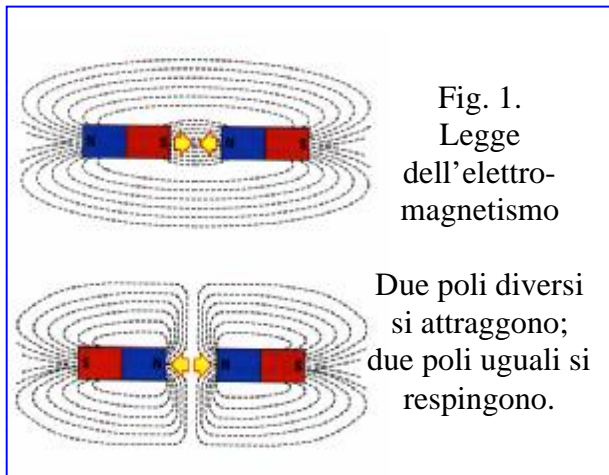 Fig. 1.
Legge
dell’elettro-
magnetismo
N S N S
Due poli diversi
si attraggono;
due poli uguali si
respingono.
S N N S